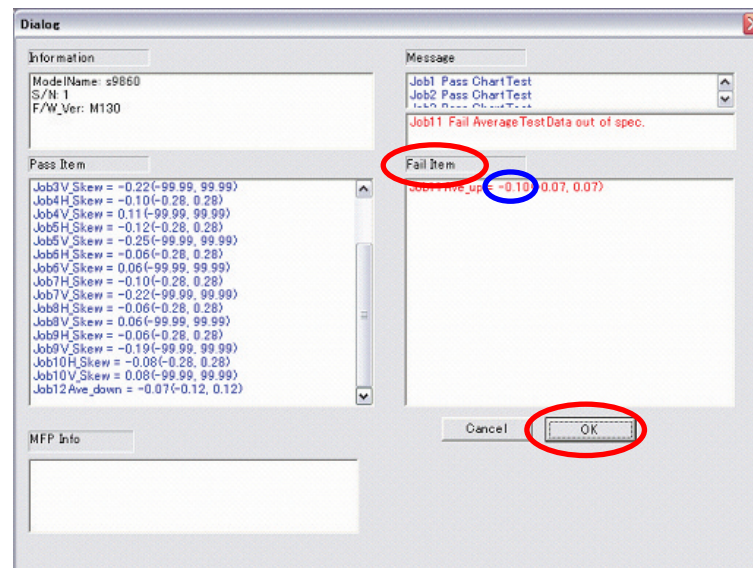 Dialog
Information
ModelName: s9860
S/N: 1
F/W_Ver: M130
Message
Job1 Pass ChartTest
Job2 Pass ChartTest
Job11 Fail AverageTestData out of spec.
Pass Item
Job3V_Skew = -0.22(-99.99, 99.99)
Job4H_Skew = -0.10(-0.28, 0.28)
Job4V_Skew = 0.11(-99.99, 99.99)
Job5H_Skew = -0.12(-0.28, 0.28)
Job5V_Skew = -0.25(-99.99, 99.99)
Job6H_Skew = -0.06(-0.28, 0.28)
Job6V_Skew = 0.06(-99.99, 99.99)
Job7H_Skew = -0.10(-0.28, 0.28)
Job7V_Skew = -0.22(-99.99, 99.99)
Job8H_Skew = -0.06(-0.28, 0.28)
Job8V_Skew = 0.06(-99.99, 99.99)
Job9H_Skew = -0.06(-0.28, 0.28)
Job9V_Skew = -0.19(-99.99, 99.99)
Job10H_Skew = -0.08(-0.28, 0.28)
Job10V_Skew = 0.08(-99.99, 99.99)
Job12Ave_down = -0.07(-0.12, 0.12)
Fail Item
= -0.10 0.07, 0.07)
Cancel
OK
MFP Info